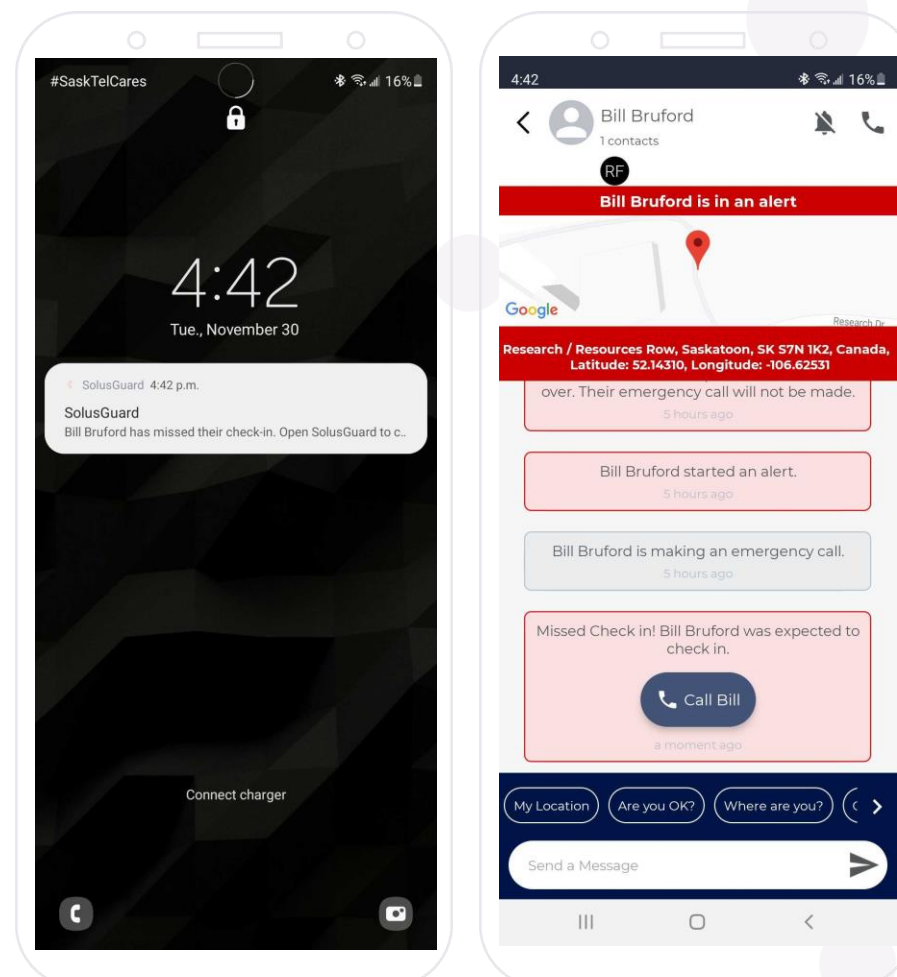 #SaskTelCares
16%
4:42
Tue., November 30
SolusGuard 4:42 p.m.
SolusGuard
Bill Bruford has missed their check-in. Open SolusGuard to c..
Connect charger
4:42
16%
Bill Bruford
1 contacts
RF
Bill Bruford is in an alert
Google
Research Dr
Research / Resources Row, Saskatoon, SK S7N 1K2, Canada,
Latitude: 52.14310, Longitude: -106.62531
over. Their emergency call will not be made.
5 hours ago
Bill Bruford started an alert.
5 hours ago
Bill Bruford is making an emergency call.
5 hours ago
Missed Check in! Bill Bruford was expected to
check in.
Call Bill
a moment ago
My Location
Are you OK?
Where are you?
Send a Message